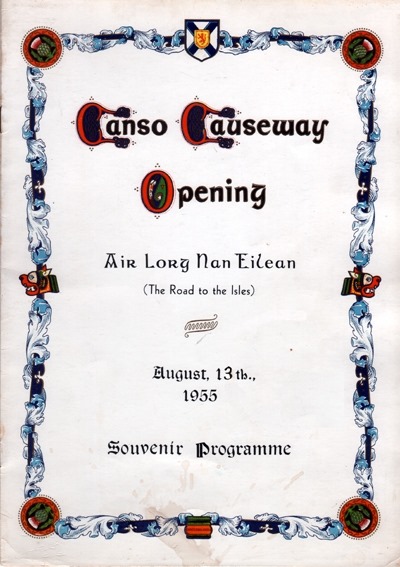 Canso Causeway
Opening
Air Lorg Nan Eilean
(The Road to the Isles)
August, 13th.,
1955
Souvenir Programme